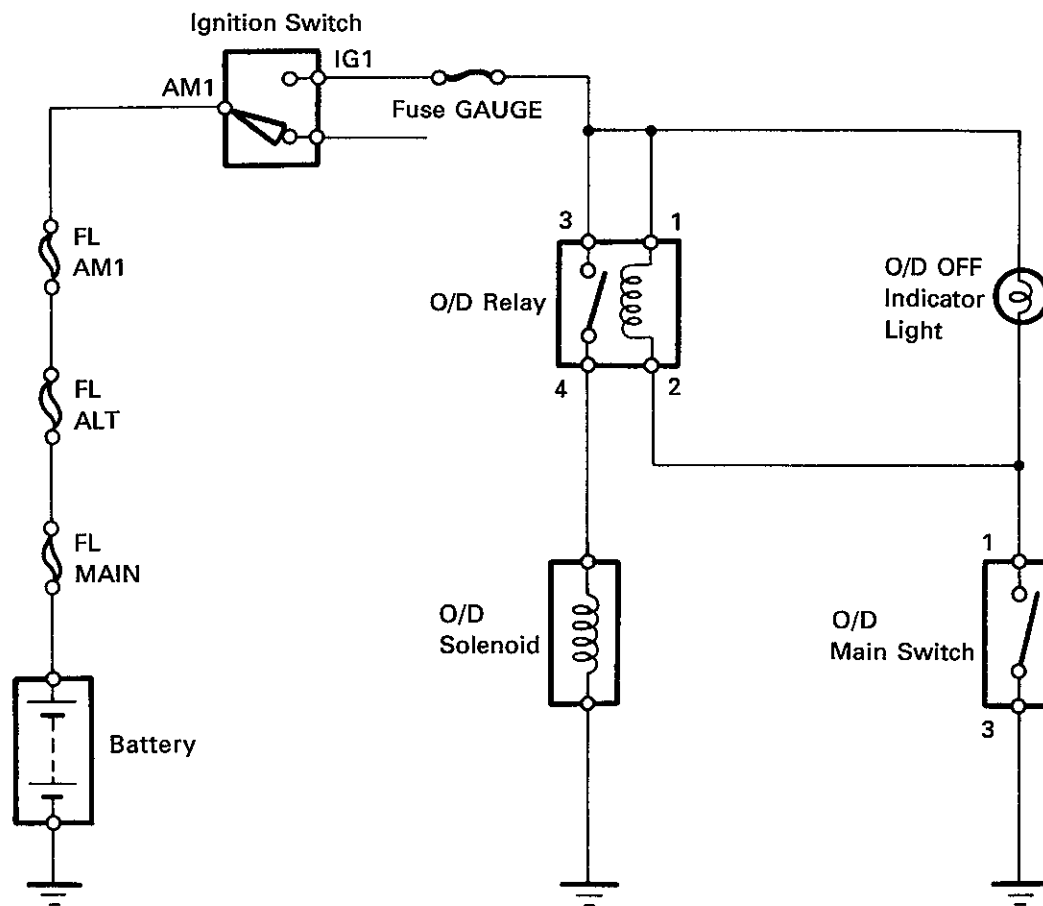 Ignition Switch
IG1
AM1
Fuse GAUGE
FL
AM1
3
1
O/D Relay
O/D OFF
Indicator
Light
4
2
FL
ALT
FL
MAIN
O/D
Solenoid
1
O/D
Main Switch
3
Battery